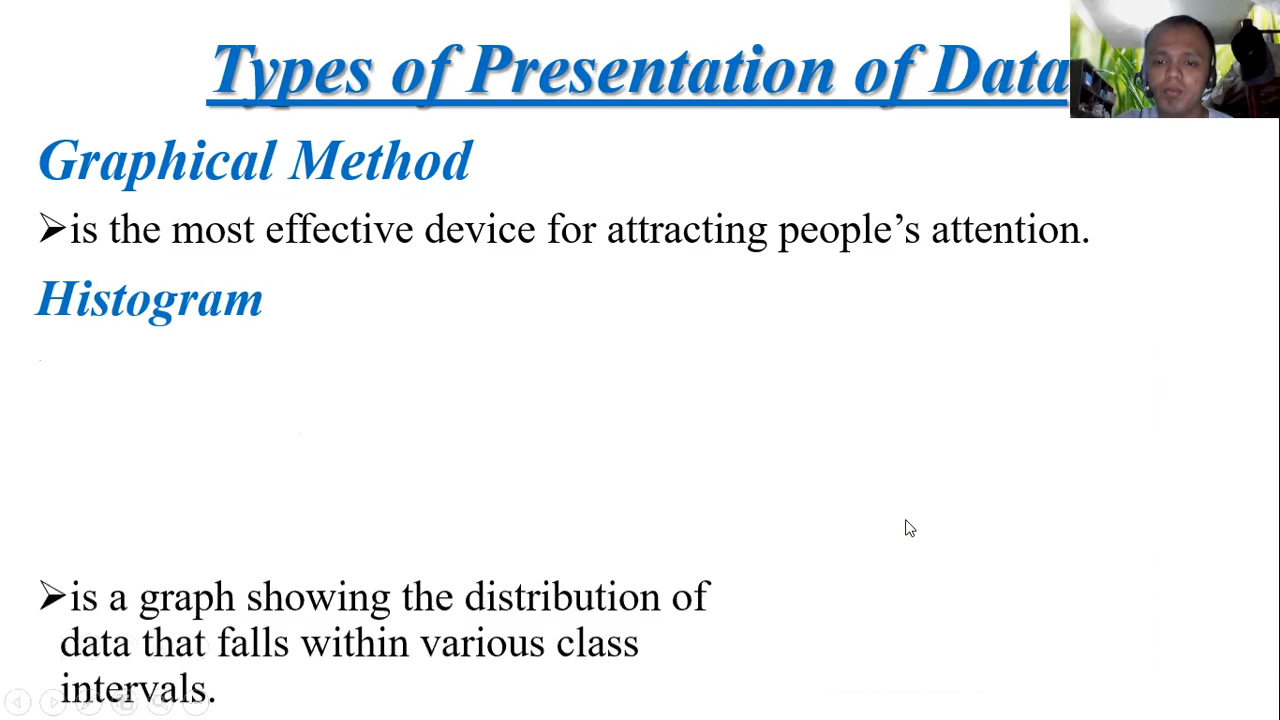 Types of Presentation of Data
Graphical Method
➢is the most effective device for attracting people’s attention.
Histogram
➢is a graph showing the distribution of
data that falls within various class
intervals.